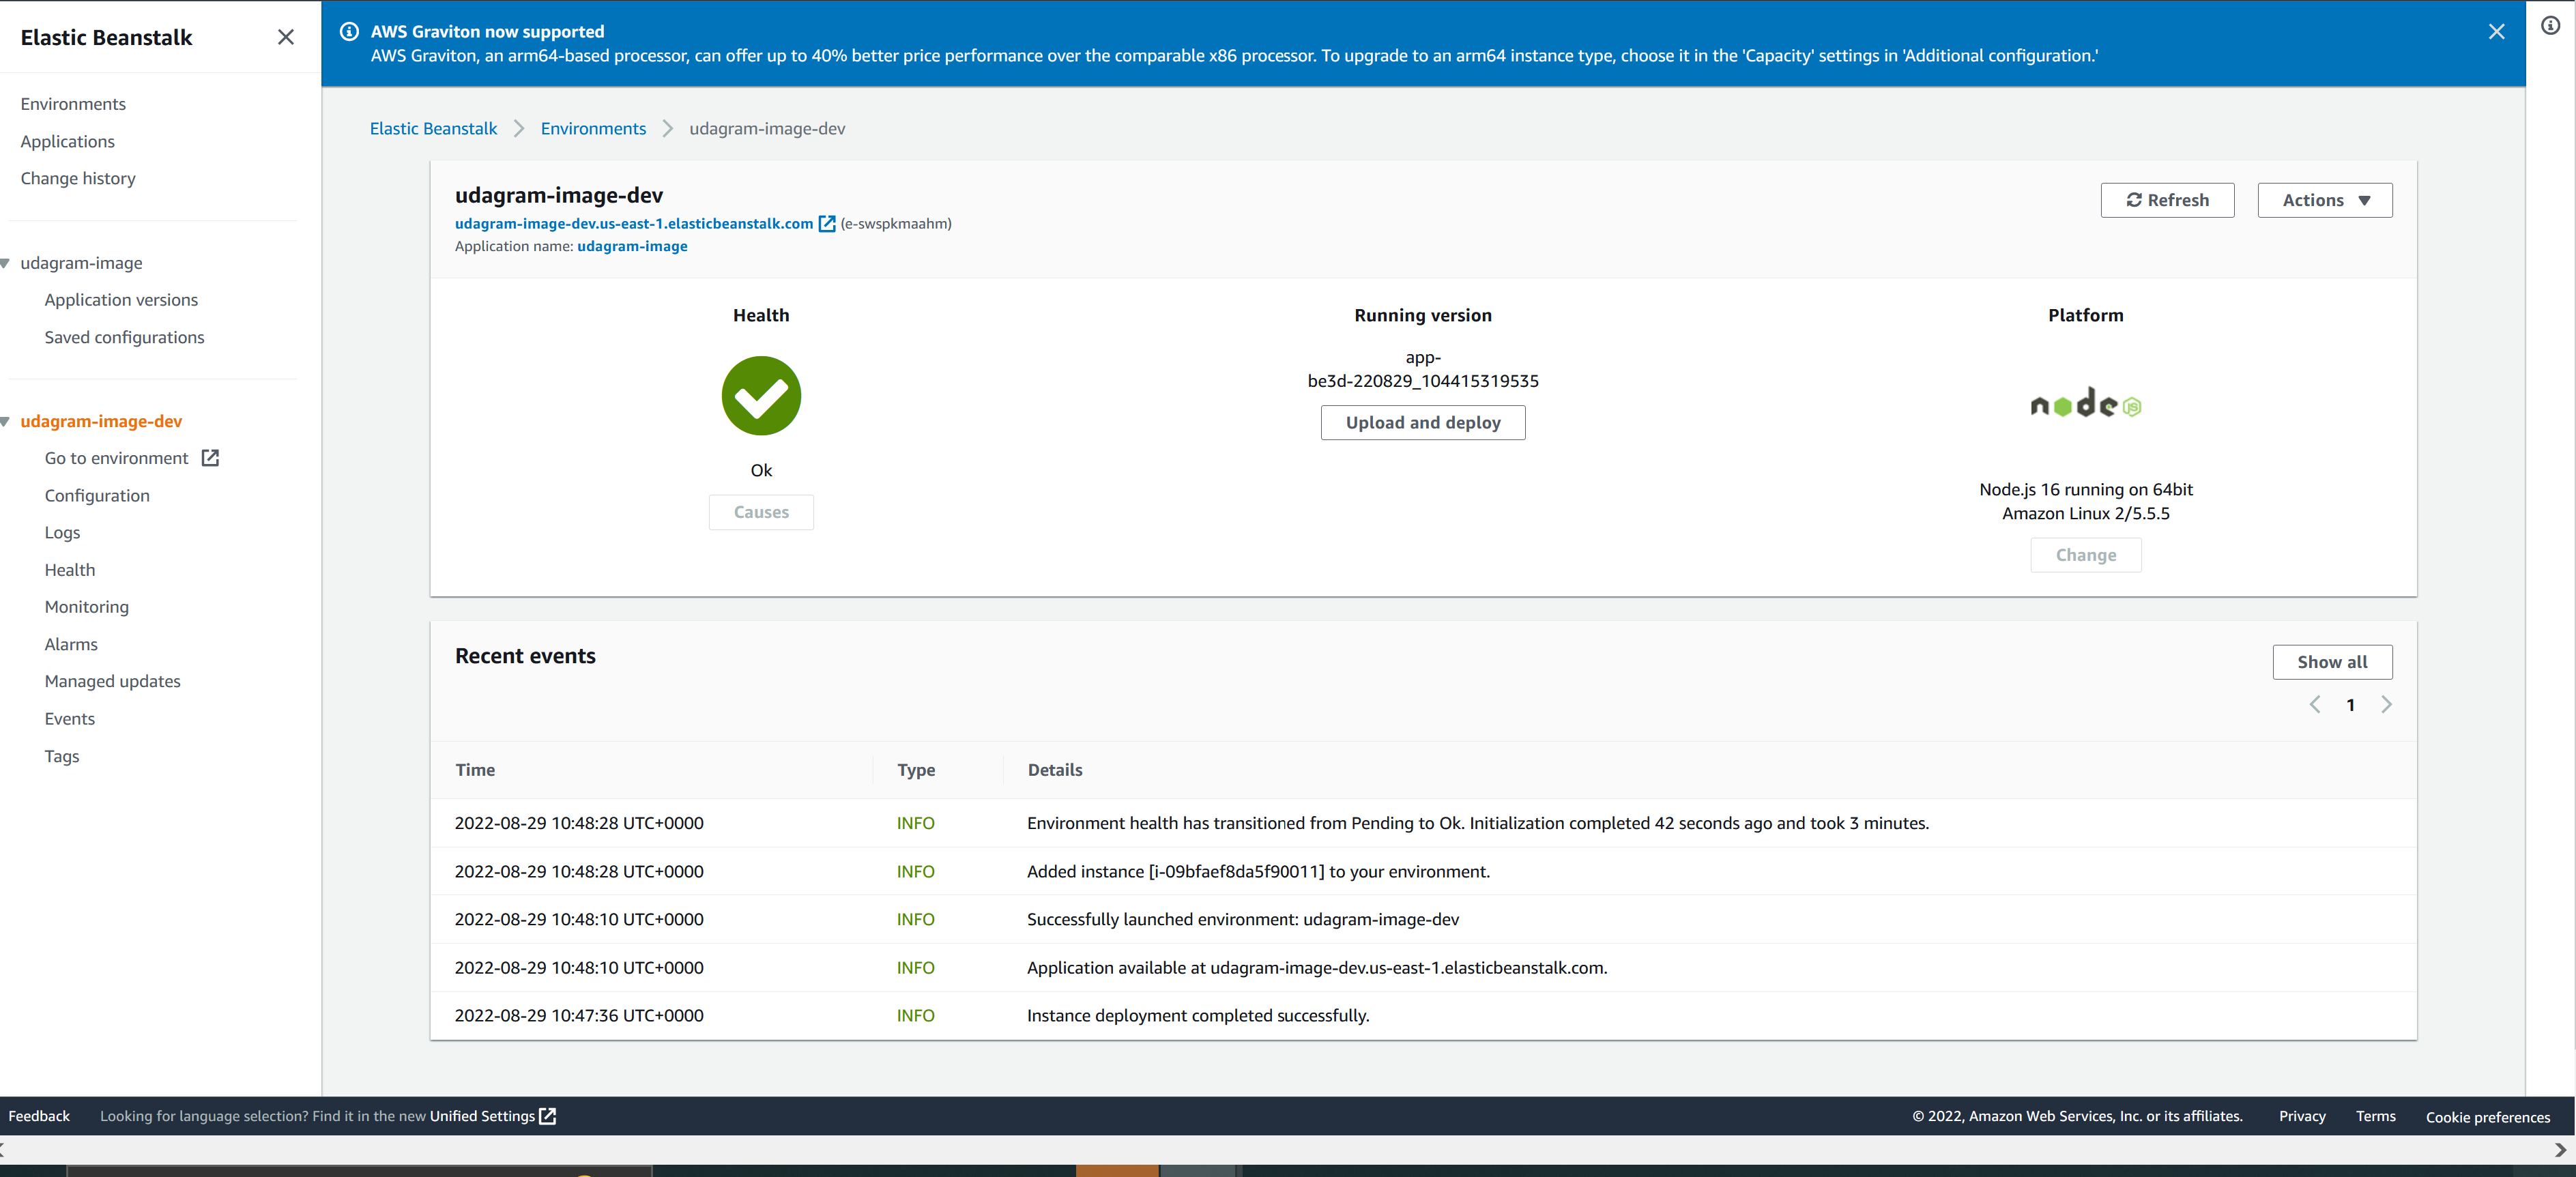 Elastic Beanstalk
Environments
Applications
Change history
udagram-image
Application versions
Saved configurations
udagram-image-dev
Go to environment
Configuration
Logs
Health
Monitoring
Alarms
Managed updates
Events
Tags
AWS Graviton now supported
AWS Graviton, an arm64-based processor, can offer up to 40% better price performance over the comparable x86 processor. To upgrade to an arm64 instance type, choose it in the 'Capacity' settings in 'Additional configuration.'
Elastic Beanstalk > Environments > udagram-image-dev
udagram-image-dev
Refresh
Actions
udagram-image-dev.us-east-1.elasticbeanstalk.com (e-swspkmaahm)
Application name: udagram-image
Health
Ok
Causes
Running version
app-
be3d-220829_104415319535
Upload and deploy
Platform
node JS
Node.js 16 running on 64bit
Amazon Linux 2/5.5.5
Change
Recent events
Show all
1
Time Type Details
2022-08-29 10:48:28 UTC+0000 INFO Environment health has transitioned from Pending to Ok. Initialization completed 42 seconds ago and took 3 minutes.
2022-08-29 10:48:28 UTC+0000 INFO Added instance [i-09bfaef8da5f90011] to your environment.
2022-08-29 10:48:10 UTC+0000 INFO Successfully launched environment: udagram-image-dev
2022-08-29 10:48:10 UTC+0000 INFO Application available at udagram-image-dev.us-east-1.elasticbeanstalk.com.
2022-08-29 10:47:36 UTC+0000 INFO Instance deployment completed successfully.
Feedback Looking for language selection? Find it in the new Unified Settings
© 2022, Amazon Web Services, Inc. or its affiliates. Privacy Terms Cookie preferences